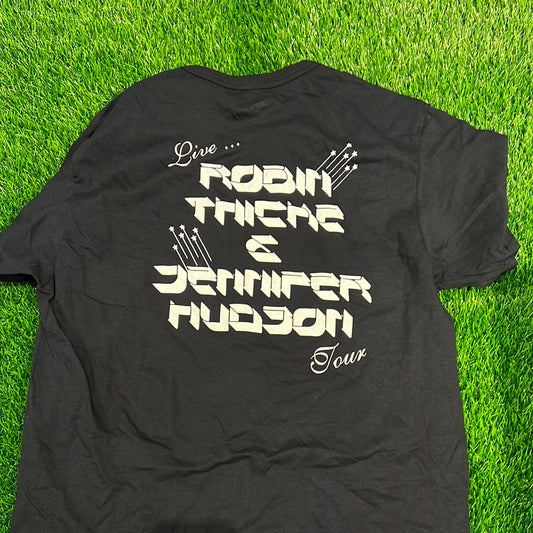 Live ...
ROBIN
THICKE
&
JENNIFER
HUDSON
Tour